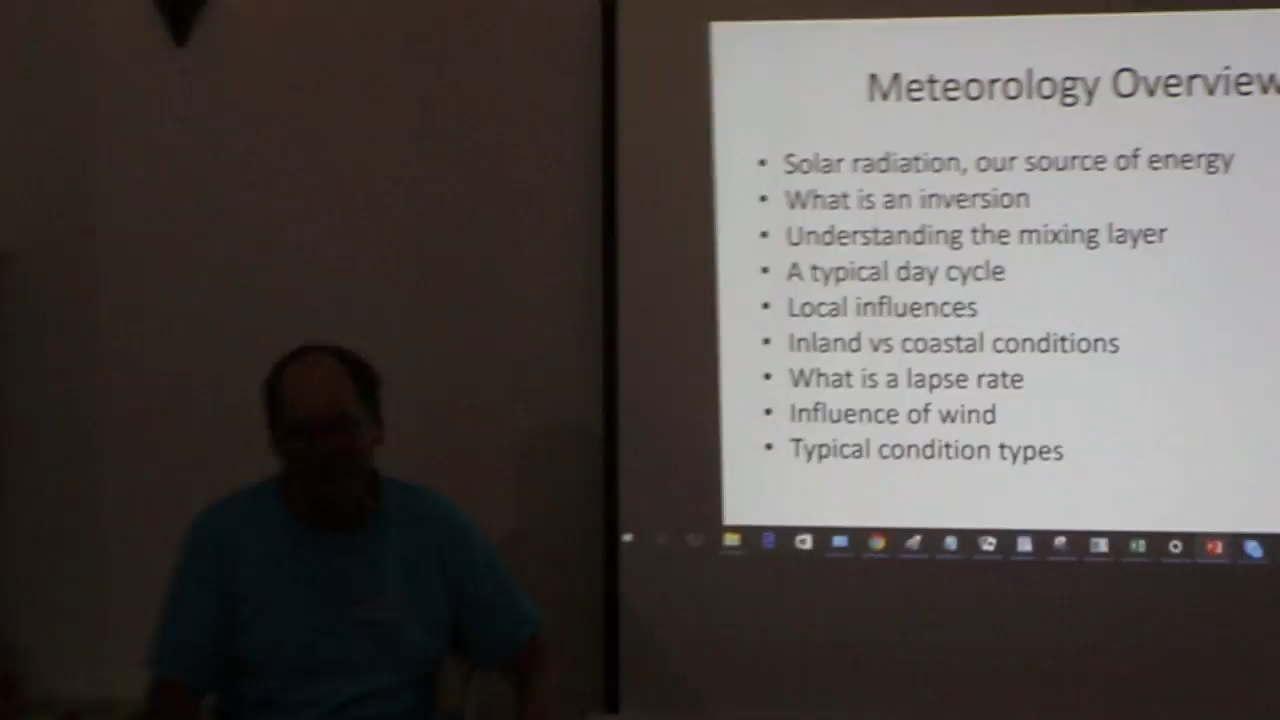 Meteorology Overview
• Solar radiation, our source of energy
• What is an inversion
• Understanding the mixing layer
• A typical day cycle
• Local influences
• Inland vs coastal conditions
• What is a lapse rate
• Influence of wind
• Typical condition types